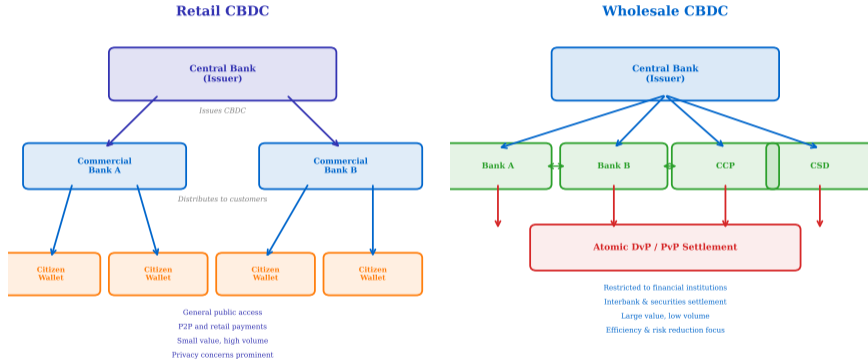 Retail CBDC
Central Bank
(Issuer)
Issues CBDC
Commercial
Bank A
Commercial
Bank B
Distributes to customers
Citizen
Wallet
Citizen
Wallet
Citizen
Wallet
Citizen
Wallet
General public access
P2P and retail payments
Small value, high volume
Privacy concerns prominent
Wholesale CBDC
Central Bank
(Issuer)
Bank A
Bank B
CCP
CSD
Atomic DvP / PvP Settlement
Restricted to financial institutions
Interbank & securities settlement
Large value, low volume
Efficiency & risk reduction focus